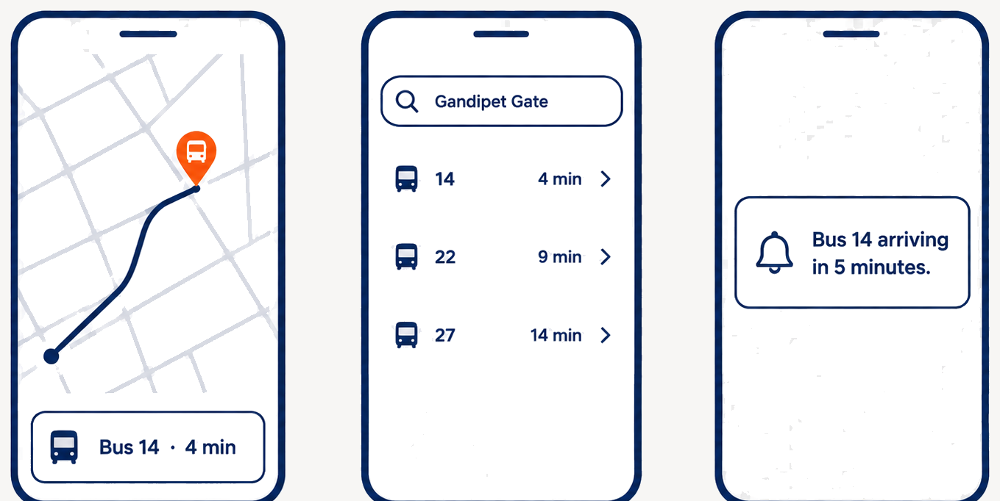 Bus 14 · 4 min
Gandipet Gate
14 4 min
22 9 min
27 14 min
Bus 14 arriving
in 5 minutes.